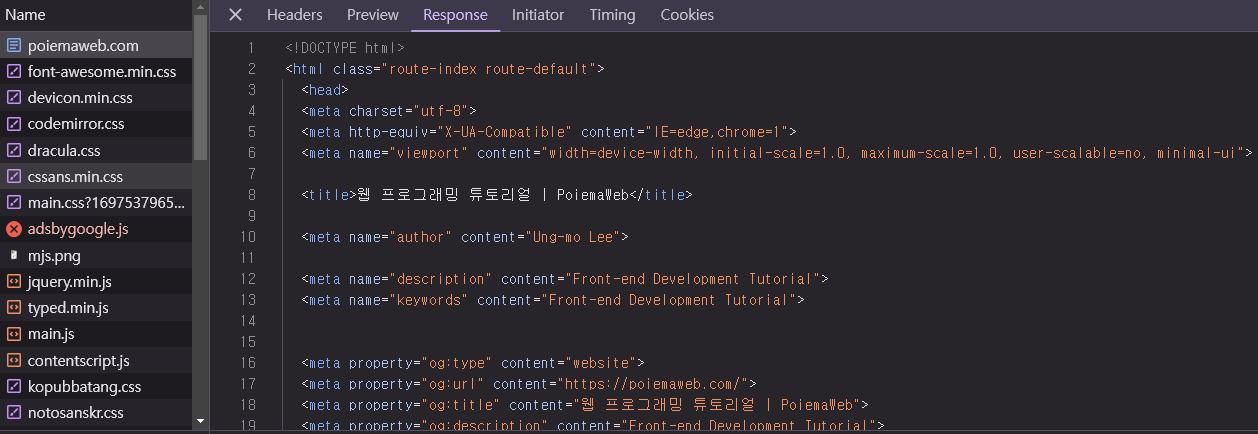 Name
poiemaweb.com
font-awesome.min.css
devicon.min.css
codemirror.css
dracula.css
cssans.min.css
main.css?1697537965...
adsbygoogle.js
mjs.png
jquery.min.js
typed.min.js
main.js
contentscript.js
kopubbatang.css
notosanskr.css
Headers Preview Response Initiator Timing Cookies
1 <!DOCTYPE html>
2 <html class="route-index route-default">
3 <head>
4 <meta charset="utf-8">
5 <meta http-equiv="X-UA-Compatible" content="IE=edge,chrome=1">
6 <meta name="viewport" content="width=device-width, initial-scale=1.0, maximum-scale=1.0, user-scalable=no, minimal-ui">
7
8 <title>웹 프로그래밍 튜토리얼 | PoiemaWeb</title>
9
10 <meta name="author" content="Ung-mo Lee">
11
12 <meta name="description" content="Front-end Development Tutorial">
13 <meta name="keywords" content="Front-end Development Tutorial">
14
15
16 <meta property="og:type" content="website">
17 <meta property="og:url" content="https://poiemaweb.com/">
18 <meta property="og:title" content="웹 프로그래밍 튜토리얼 | PoiemaWeb">
19 <meta property="og:description" content="Front-end Development Tutorial">